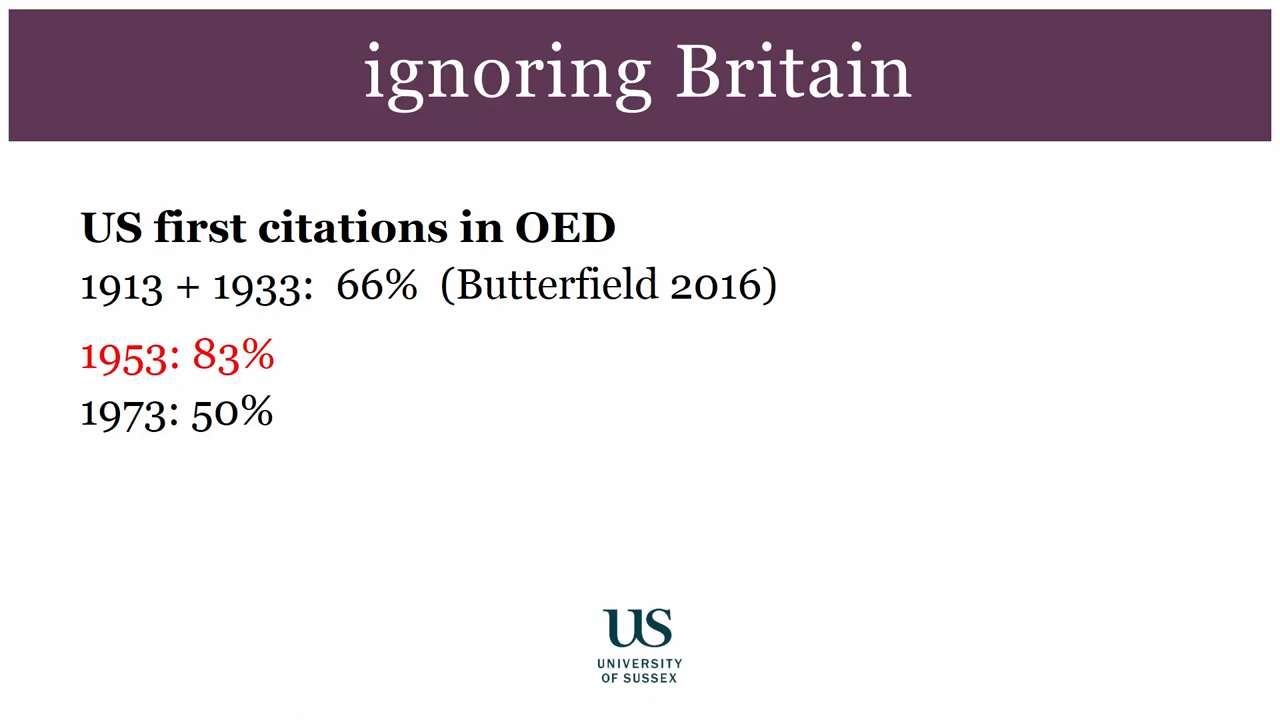 ignoring Britain
US first citations in OED
1913 + 1933: 66% (Butterfield 2016)
1953: 83%
1973: 50%
US
UNIVERSITY
OF SUSSEX